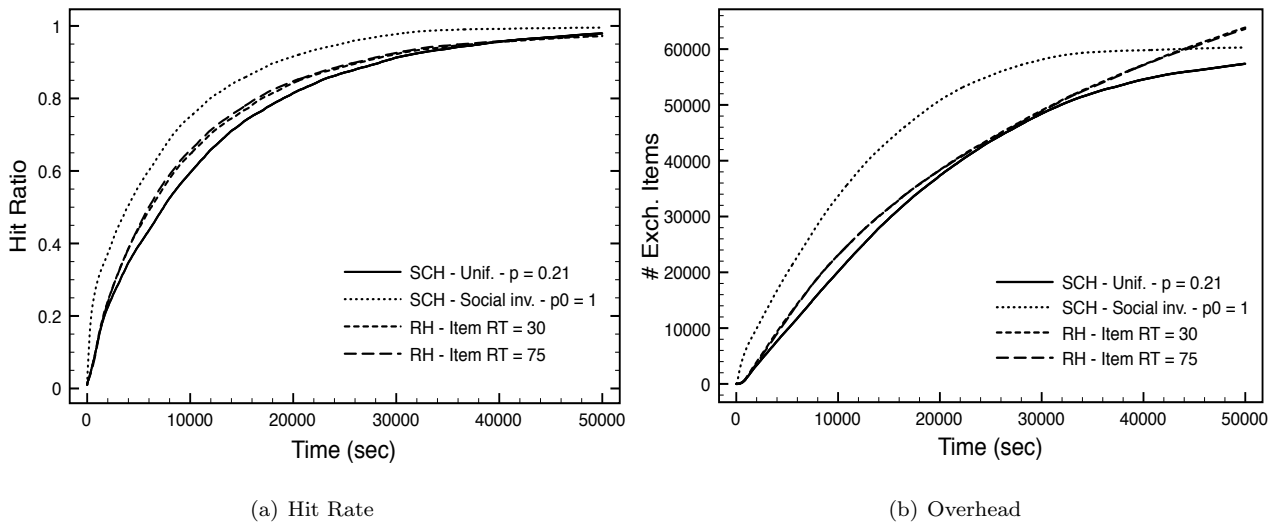 1
0.8
0.6
0.4
0.2
0
Hit Ratio
SCH - Unif. - p = 0.21
SCH - Social inv. - p0 = 1
RH - Item RT = 30
RH - Item RT = 75
0 10000 20000 30000 40000 50000
Time (sec)
(a) Hit Rate
60000
50000
40000
30000
20000
10000
0
# Exch. Items
SCH - Unif. - p = 0.21
SCH - Social inv. - p0 = 1
RH - Item RT = 30
RH - Item RT = 75
0 10000 20000 30000 40000 50000
Time (sec)
(b) Overhead